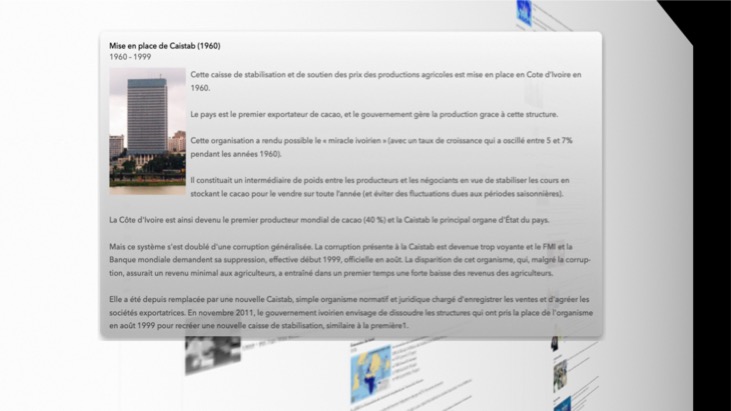 Mise en place de Caistab (1960)
1960 - 1999
Cette caisse de stabilisation et de soutien des prix des productions agricoles est mise en place en Cote d'Ivoire en
1960.
Le pays est le premier exportateur de cacao, et le gouvernement gère la production grace à cette structure.
Cette organisation a rendu possible le « miracle ivoirien » (avec un taux de croissance qui a oscillé entre 5 et 7%
pendant les années 1960).
Il constituait un intermédiaire de poids entre les producteurs et les négociants en vue de stabiliser les cours en
stockant le cacao pour le vendre sur toute l'année (et éviter des fluctuations dues aux périodes saisonnières).
La Côte d'Ivoire est ainsi devenu le premier producteur mondial de cacao (40 %) et la Caistab le principal organe d'État du pays.
Mais ce système s'est doublé d'une corruption généralisée. La corruption présente à la Caistab est devenue trop voyante et le FMI et la
Banque mondiale demandent sa suppression, effective début 1999, officielle en août. La disparition de cet organisme, qui, malgré la corrup-
tion, assurait un revenu minimal aux agriculteurs, a entraîné dans un premier temps une forte baisse des revenus des agriculteurs.
Elle a été depuis remplacée par une nouvelle Caistab, simple organisme normatif et juridique chargé d'enregistrer les ventes et d'agréer les
sociétés exportatrices. En novembre 2011, le gouvernement ivoirien envisage de dissoudre les structures qui ont pris la place de l'organisme
en août 1999 pour recréer une nouvelle caisse de stabilisation, similaire à la première1.